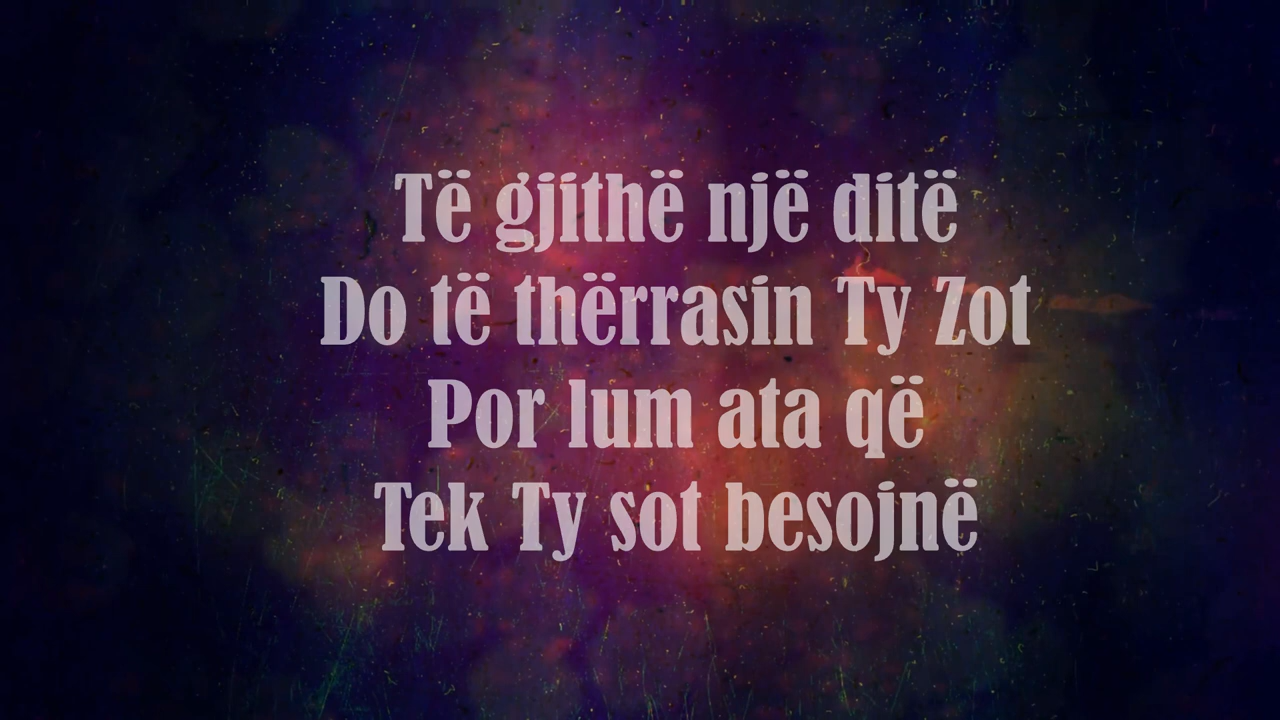 Të gjithë një ditë
Do të thërrasin Ty Zot
Por lum ata që
Tek Ty sot besojnë